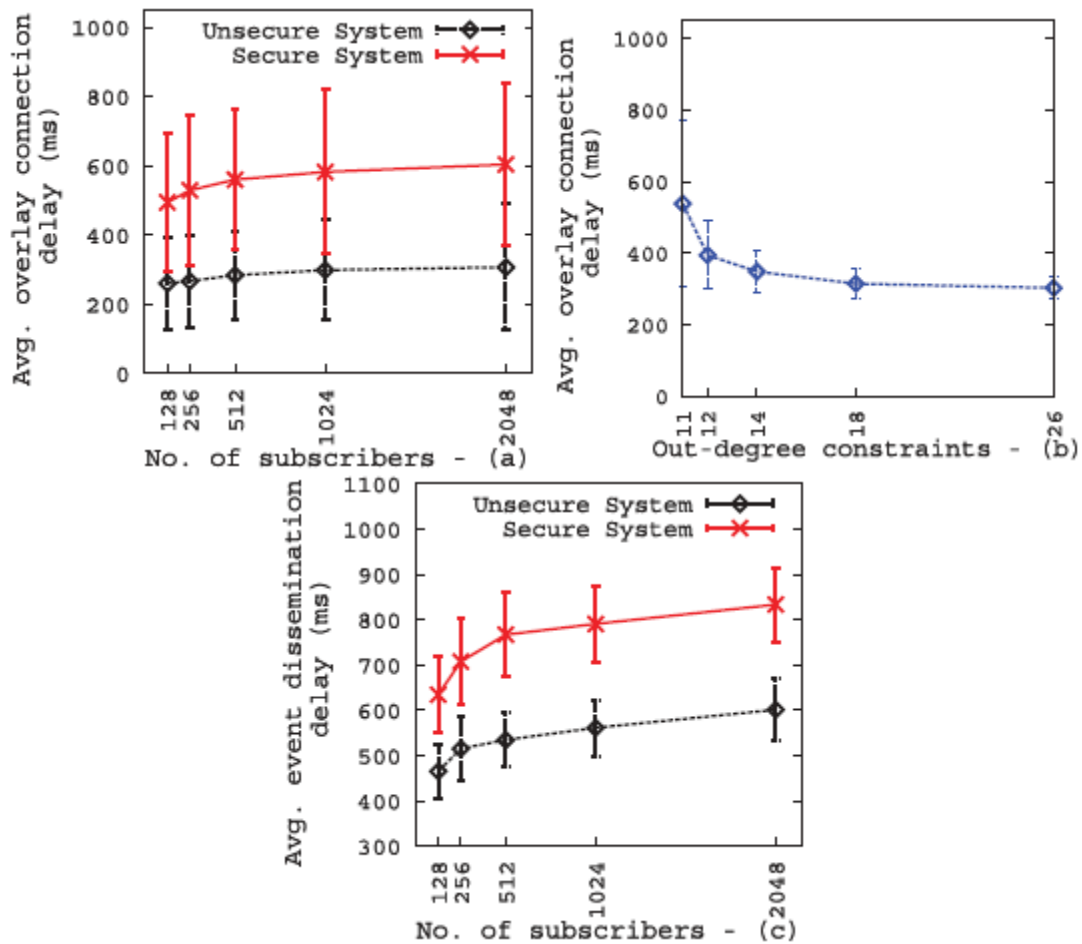 Avg. overlay connection
delay (ms)
1000
800
600
400
200
0
Unsecure System
Secure System
128
256
512
1024
2048
No. of subscribers - (a)
Avg. overlay connection
delay (ms)
1000
800
600
400
200
0
11
12
14
18
26
Out-degree constraints - (b)
Avg. event dissemination
delay (ms)
1100
1000
900
800
700
600
500
400
300
Unsecure System
Secure System
128
256
512
1024
2048
No. of subscribers - (c)